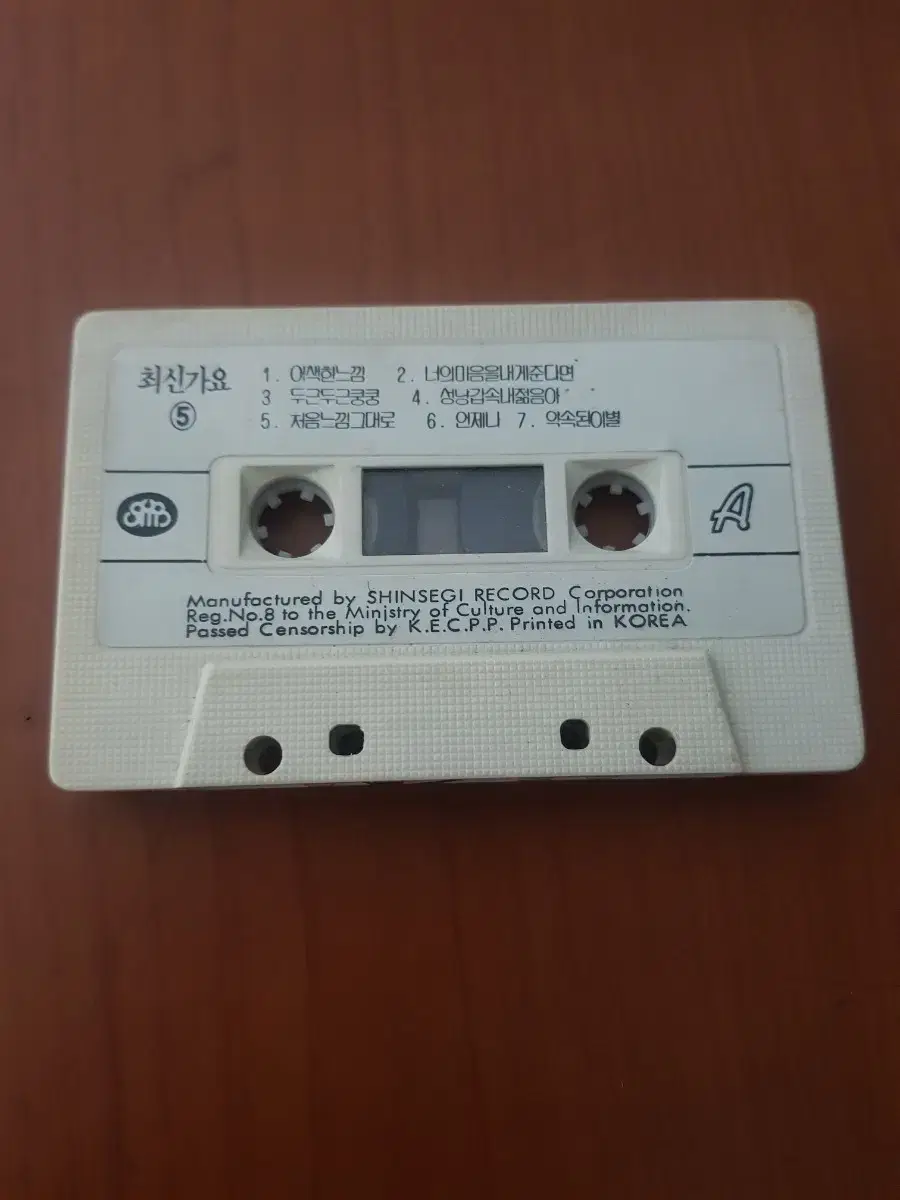 최신가요
⑤
1. 어색한느낌 2. 너의마음을내게준다면
3 두근두근쿵쿵 4. 성냥갑속내젊음아
5. 처음느낌그대로 6. 언제나 7. 약속된이별
A
Manufactured by SHINSEGI RECORD Corporation
Reg.No.8 to the Ministry of Culture and Information.
Passed Censorship by K.E.C.P.P. Printed in KOREA